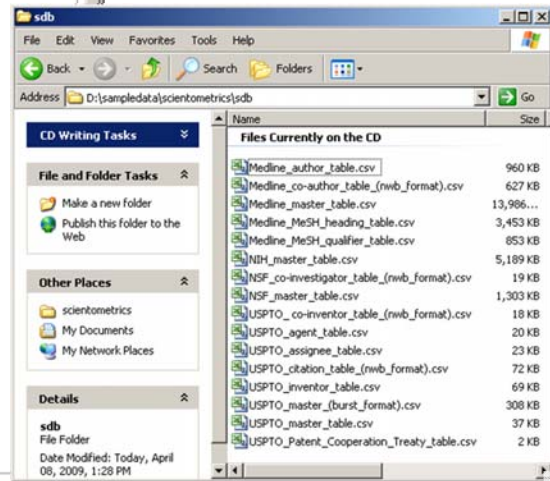 sdb
File Edit View Favorites Tools Help
Back Search Folders
Address D:\sampledata\scientometrics\sdb Go
CD Writing Tasks
File and Folder Tasks
Make a new folder
Publish this folder to the
Web
Other Places
scientometrics
My Documents
My Network Places
Details
sdb
File Folder
Date Modified: Today, April
08, 2009, 1:28 PM
Name Size
Files Currently on the CD
Medline_author_table.csv 960 KB
Medline_co-author_table_(nwb_format).csv 627 KB
Medline_master_table.csv 13,986...
Medline_MeSH_heading_table.csv 3,453 KB
Medline_MeSH_qualifier_table.csv 853 KB
NIH_master_table.csv 5,189 KB
NSF_co-investigator_table_(nwb_format).csv 19 KB
NSF_master_table.csv 1,303 KB
USPTO_ co-inventor_table_(nwb_format).csv 18 KB
USPTO_agent_table.csv 20 KB
USPTO_assignee_table.csv 23 KB
USPTO_citation_table_(nwb_format).csv 72 KB
USPTO_inventor_table.csv 69 KB
USPTO_master_(burst_format).csv 308 KB
USPTO_master_table.csv 37 KB
USPTO_Patent_Cooperation_Treaty_table.csv 2 KB